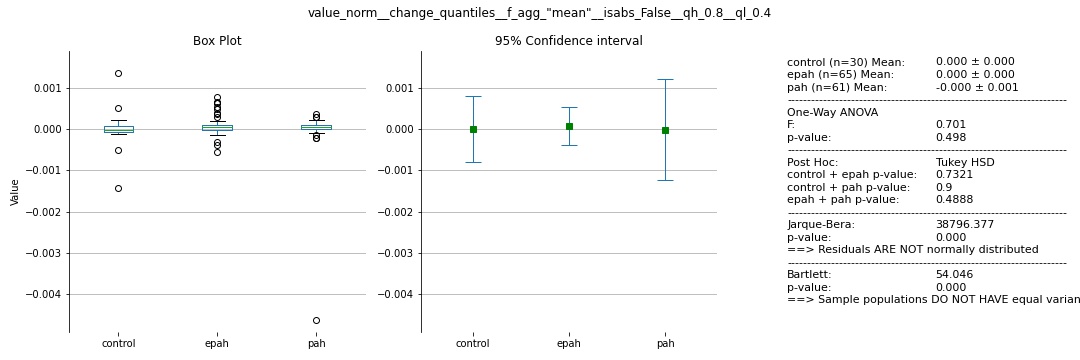 value_norm__change_quantiles__f_agg_"mean"__isabs_False__qh_0.8__ql_0.4
Box Plot
Value
0.001
0.000
−0.001
−0.002
−0.003
−0.004
control epah pah
95% Confidence interval
0.001
0.000
−0.001
−0.002
−0.003
−0.004
control epah pah
control (n=30) Mean: 0.000 ± 0.000
epah (n=65) Mean: 0.000 ± 0.000
pah (n=61) Mean: -0.000 ± 0.001
One-Way ANOVA
F: 0.701
p-value: 0.498
Post Hoc: Tukey HSD
control + epah p-value: 0.7321
control + pah p-value: 0.9
epah + pah p-value: 0.4888
Jarque-Bera: 38796.377
p-value: 0.000
==> Residuals ARE NOT normally distributed
Bartlett: 54.046
p-value: 0.000
==> Sample populations DO NOT HAVE equal varian